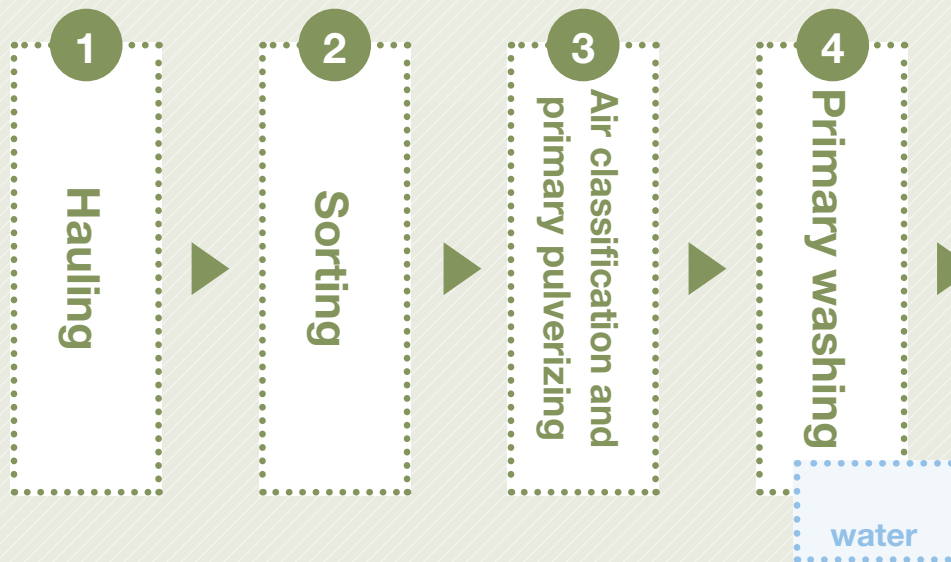 1
Hauling
2
Sorting
3
Air classification and
primary pulverizing
4
Primary washing
water